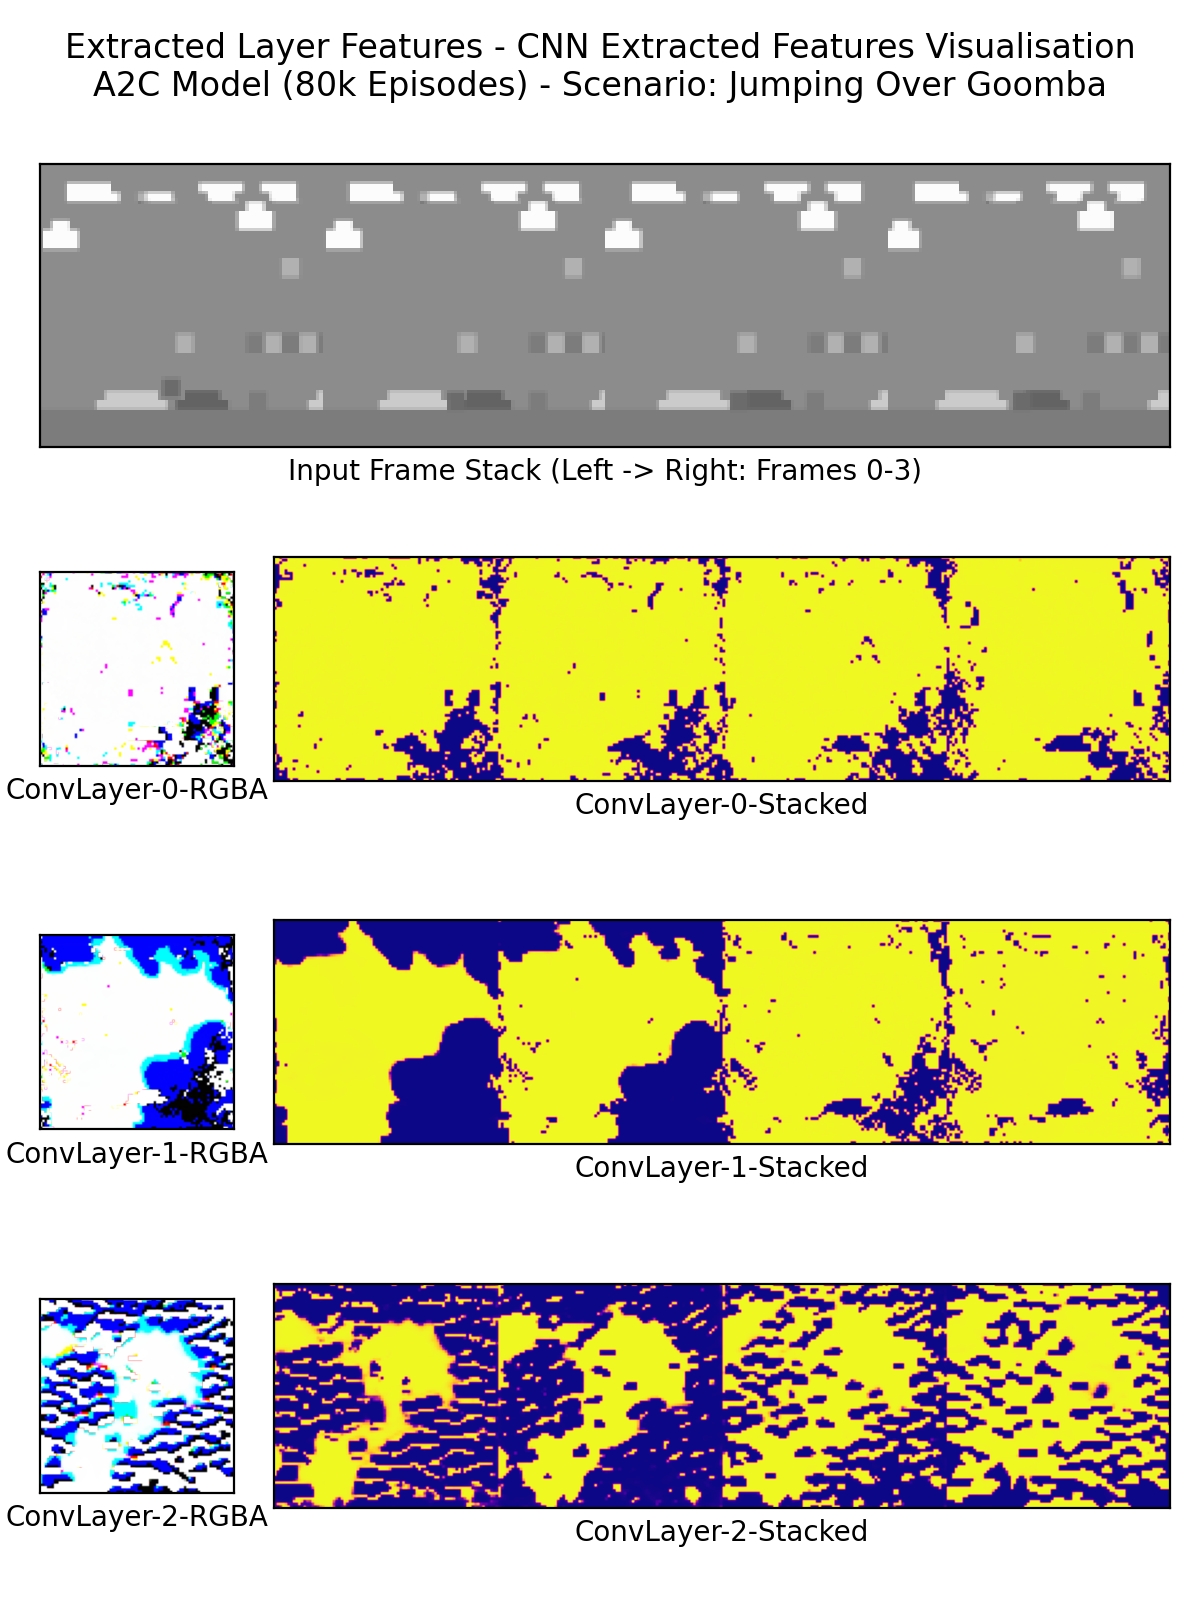 Extracted Layer Features - CNN Extracted Features Visualisation
A2C Model (80k Episodes) - Scenario: Jumping Over Goomba
Input Frame Stack (Left -> Right: Frames 0-3)
ConvLayer-0-RGBA
ConvLayer-0-Stacked
ConvLayer-1-RGBA
ConvLayer-1-Stacked
ConvLayer-2-RGBA
ConvLayer-2-Stacked